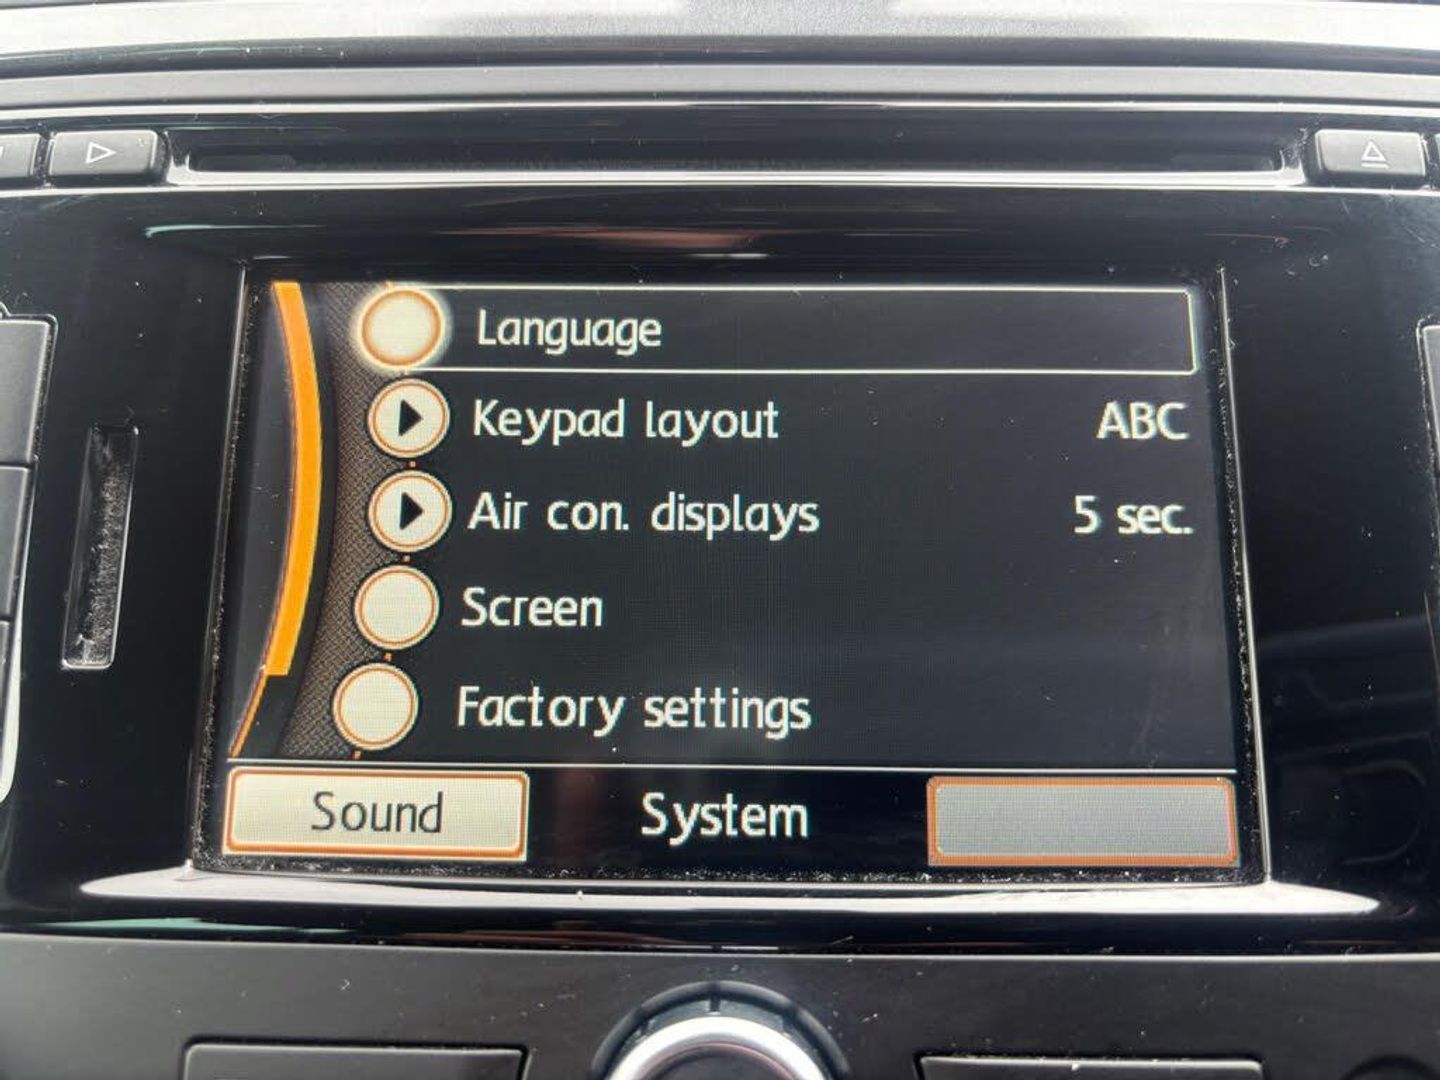 Language
Keypad layout ABC
Air con. displays 5 sec.
Screen
Factory settings
Sound System